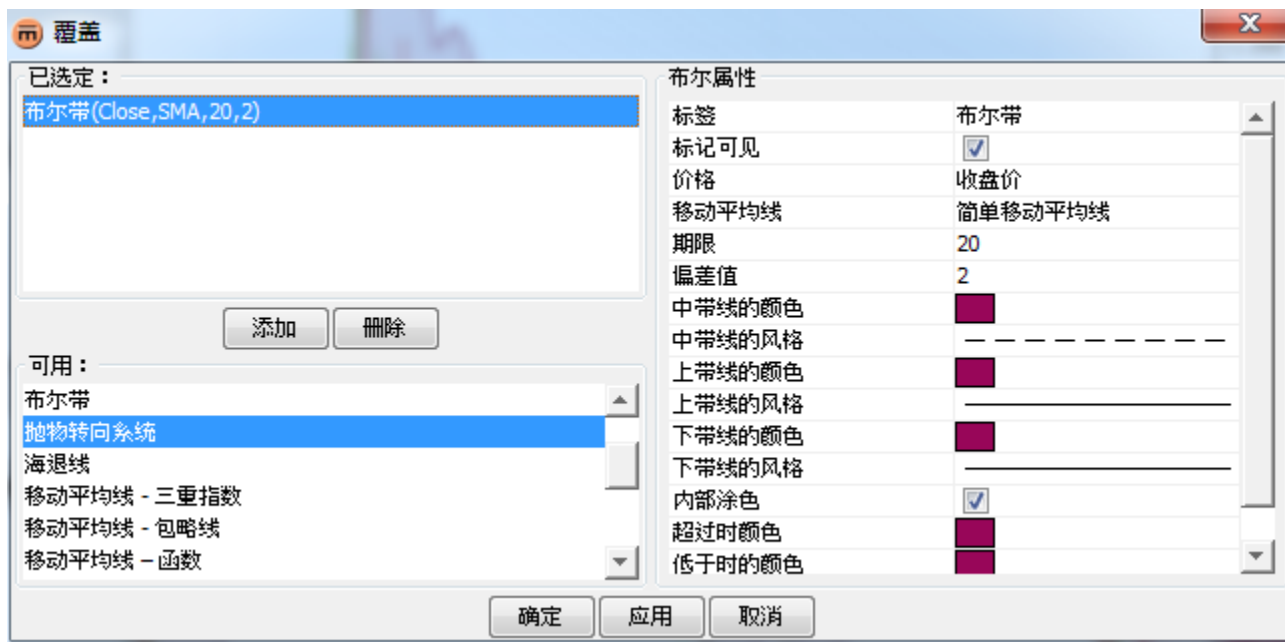 覆盖
已选定：
布尔带(Close,SMA,20,2)
添加
删除
可用：
布尔带
抛物转向系统
海退线
移动平均线 - 三重指数
移动平均线 - 包略线
移动平均线 – 函数
布尔属性
标签 布尔带
标记可见
价格 收盘价
移动平均线 简单移动平均线
期限 20
偏差值 2
中带线的颜色
中带线的风格
上带线的颜色
上带线的风格
下带线的颜色
下带线的风格
内部涂色
超过时颜色
低于时的颜色
确定
应用
取消